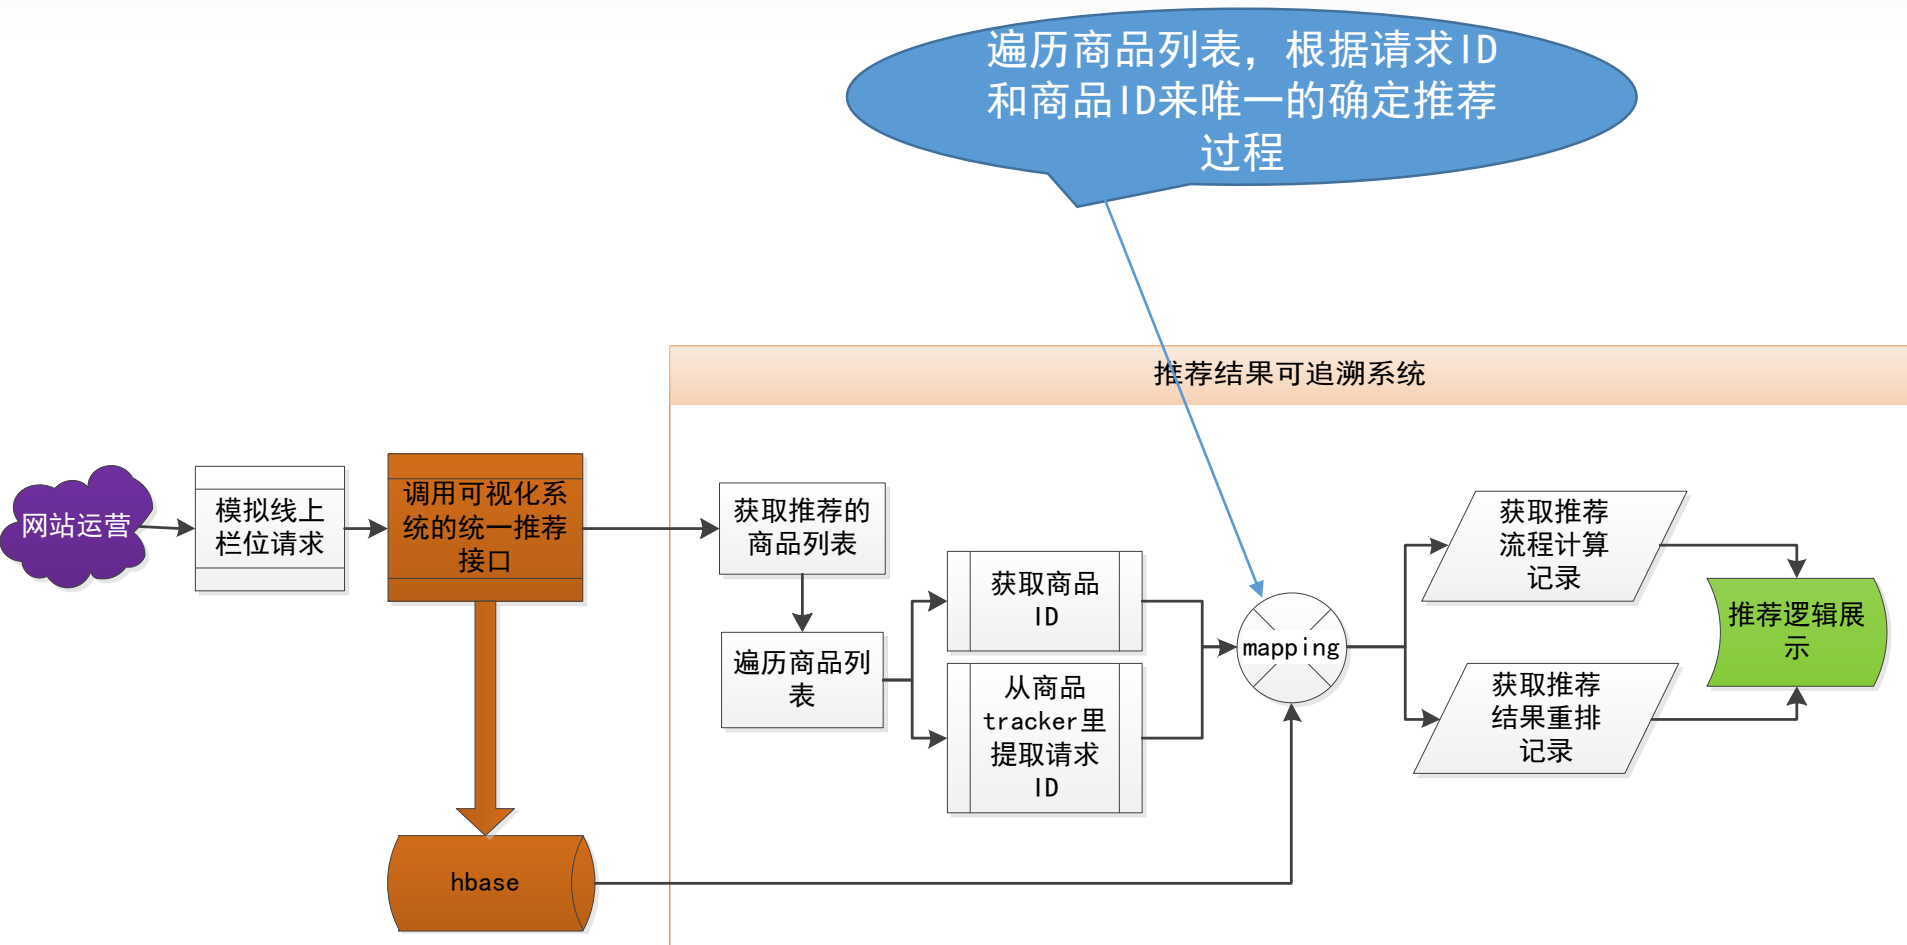 遍历商品列表，根据请求ID
和商品ID来唯一的确定推荐
过程
推荐结果可追溯系统
网站运营
模拟线上
栏位请求
调用可视化系
统的统一推荐
接口
获取推荐的
商品列表
遍历商品列
表
获取商品
ID
从商品
tracker里
提取请求
ID
mapping
获取推荐
流程计算
记录
获取推荐
结果重排
记录
推荐逻辑展
示
hbase